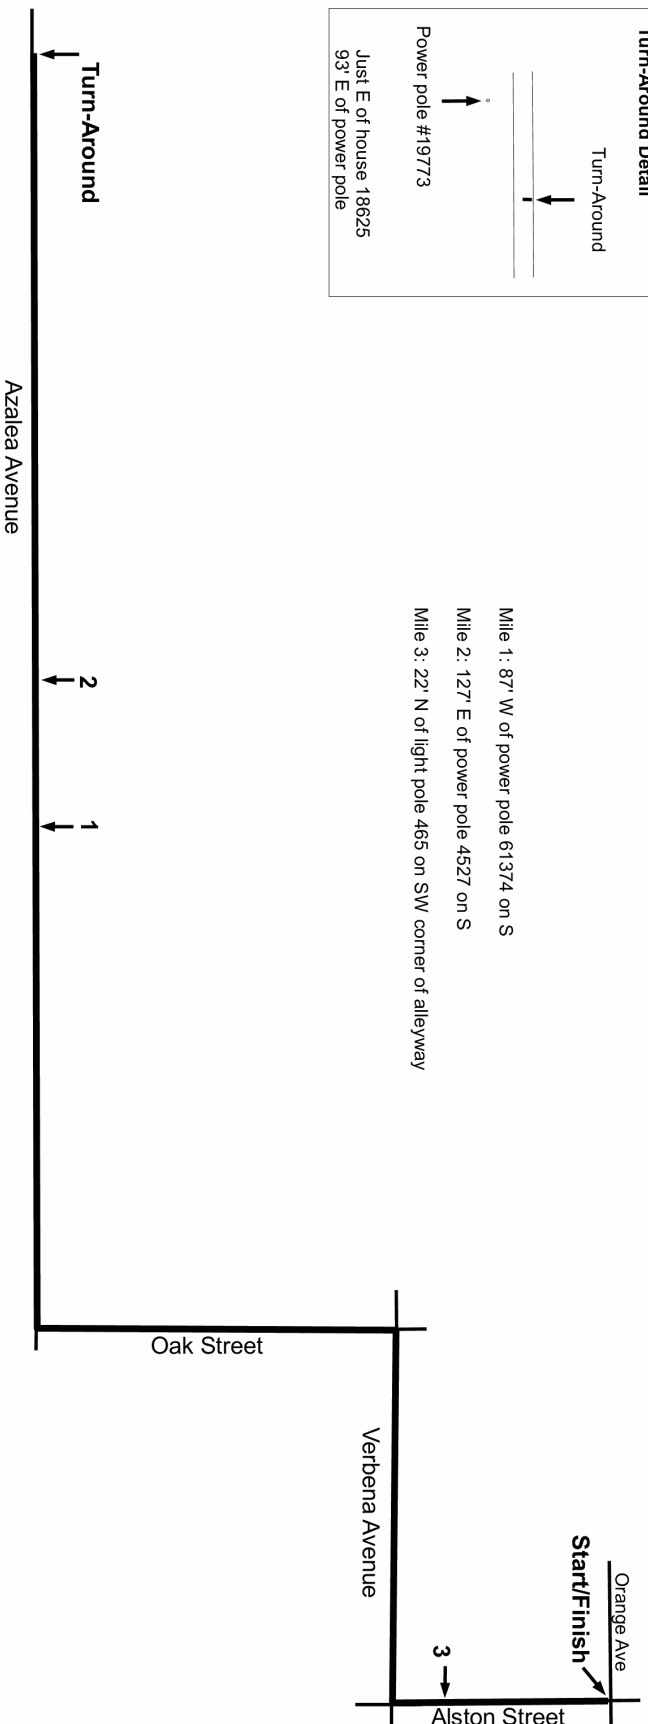 Turn-Around Detail
Turn-Around
Power pole #19773
Just E of house 18625
93' E of power pole
Mile 1: 87' W of power pole 61374 on S
Mile 2: 127' E of power pole 4527 on S
Mile 3: 22' N of light pole 465 on SW corner of alleyway
Orange Ave
Start/Finish
3
Alston Street
Verbena Avenue
Oak Street
Turn-Around
2
1
Azalea Avenue